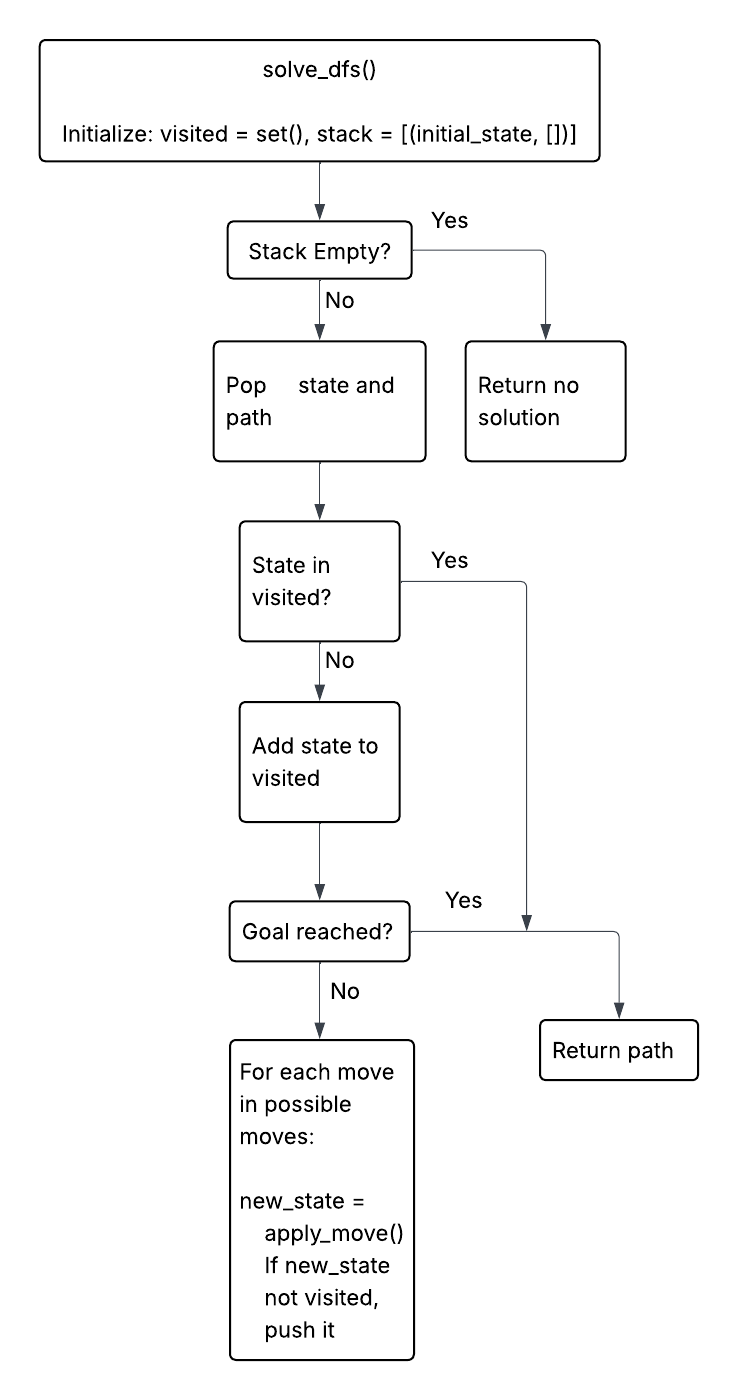 solve_dfs()
Initialize: visited = set(), stack = [(initial_state, [])]
Yes
Stack Empty?
No
Pop state and
path
Return no
solution
Yes
State in
visited?
No
Add state to
visited
Yes
Goal reached?
No
Return path
For each move
in possible
moves:
new_state =
apply_move()
If new_state
not visited,
push it